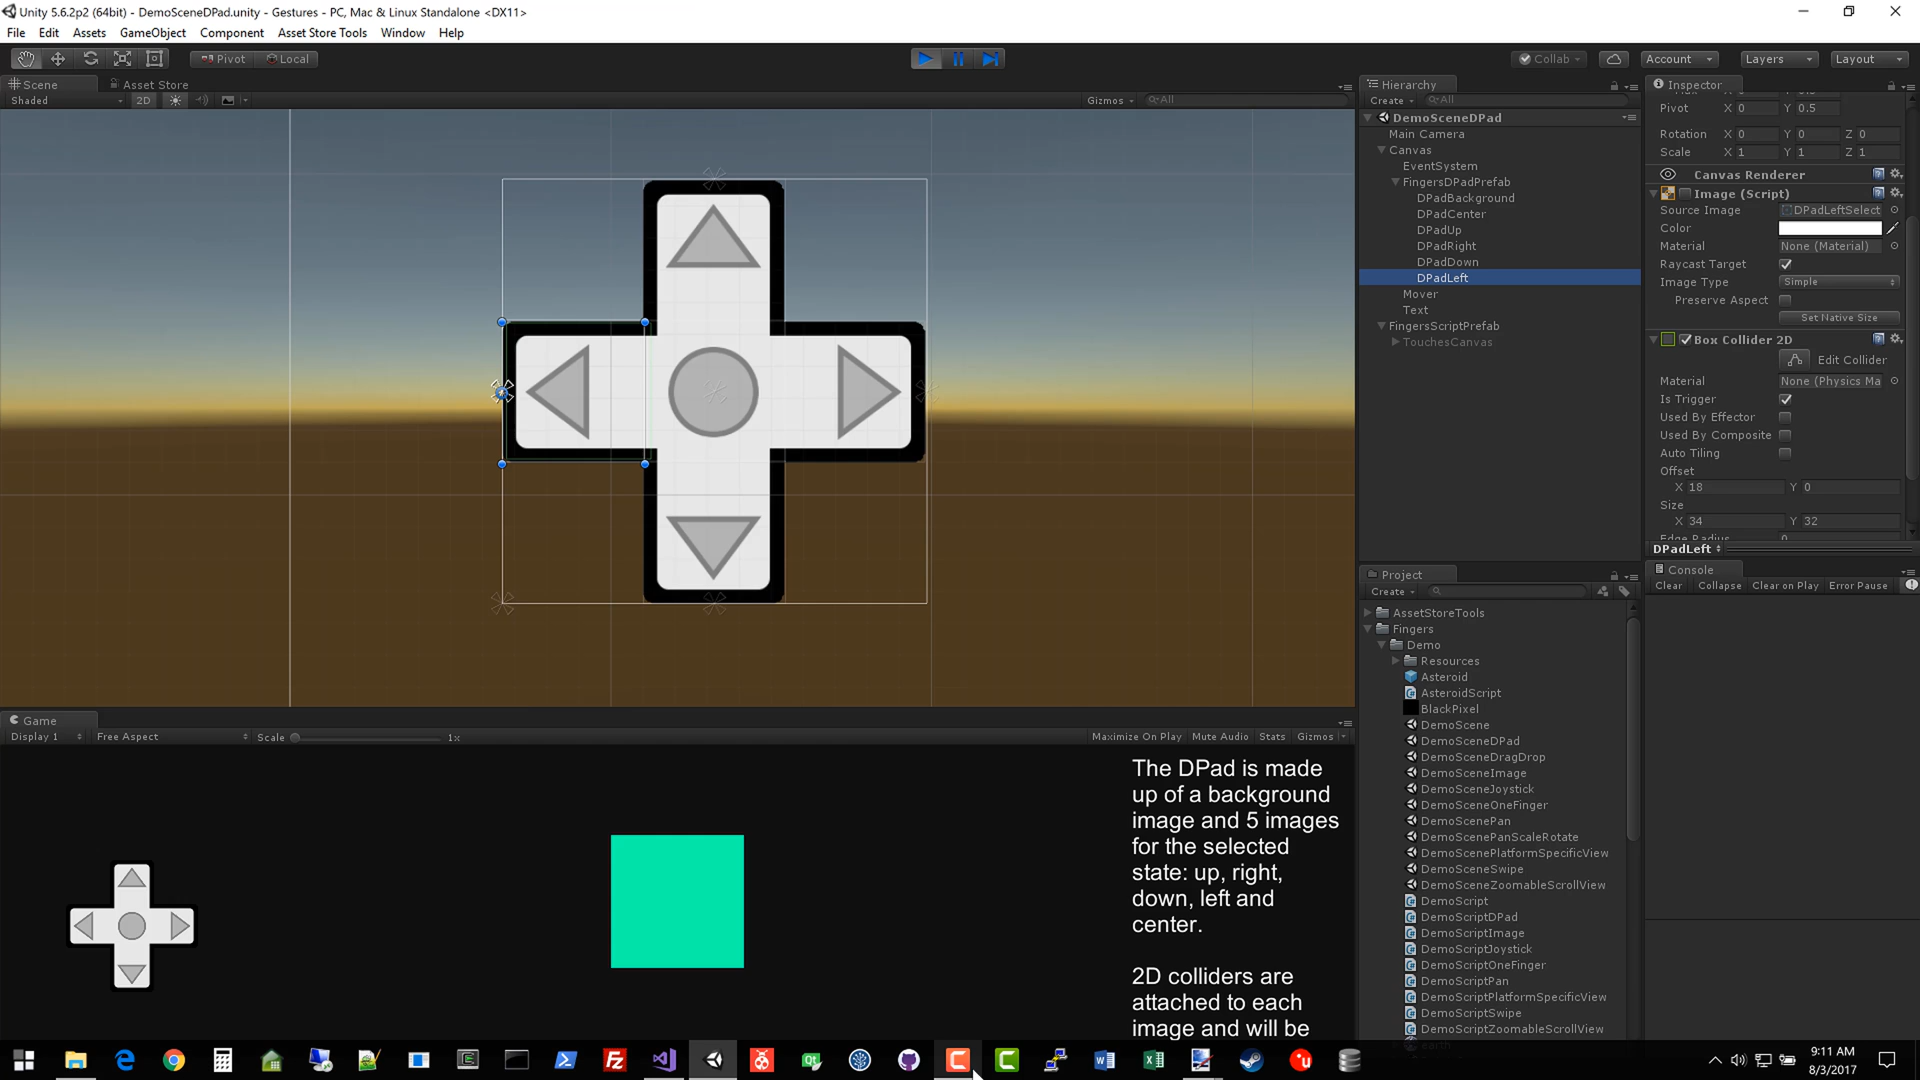 Unity 5.6.2p2 (64bit) - DemoSceneDPad.unity - Gestures - PC, Mac & Linux Standalone <DX11>
File Edit Assets GameObject Component Asset Store Tools Window Help
Pivot Local Collab Account Layers Layout
Scene Asset Store
Shaded 2D Gizmos All
Hierarchy
Create All
DemoSceneDPad
Main Camera
Canvas
EventSystem
FingersDPadPrefab
DPadBackground
DPadCenter
DPadUp
DPadRight
DPadDown
DPadLeft
Mover
Text
FingersScriptPrefab
TouchesCanvas
Inspector
Pivot X 0 Y 0.5
Rotation X 0 Y 0 Z 0
Scale X 1 Y 1 Z 1
Canvas Renderer
Image (Script)
Source Image DPadLeftSelect
Color
Material None (Material)
Raycast Target
Image Type Simple
Preserve Aspect
Set Native Size
Box Collider 2D
Edit Collider
Material None (Physics Ma
Is Trigger
Used By Effector
Used By Composite
Auto Tiling
Offset
X 18 Y 0
Size
X 34 Y 32
Edge Radius 0
DPadLeft
Console
Clear Collapse Clear on Play Error Pause
Project
Create
AssetStoreTools
Fingers
Demo
Resources
Asteroid
AsteroidScript
BlackPixel
DemoScene
DemoSceneDPad
DemoSceneDragDrop
DemoSceneImage
DemoSceneJoystick
DemoSceneOneFinger
DemoScenePan
DemoScenePanScaleRotate
DemoScenePlatformSpecificView
DemoSceneSwipe
DemoSceneZoomableScrollView
DemoScript
DemoScriptDPad
DemoScriptImage
DemoScriptJoystick
DemoScriptOneFinger
DemoScriptPan
DemoScriptPlatformSpecificView
DemoScriptSwipe
DemoScriptZoomableScrollView
Game
Display 1 Free Aspect Scale 1x Maximize On Play Mute Audio Stats Gizmos
The DPad is made
up of a background
image and 5 images
for the selected
state: up, right,
down, left and
center.
2D colliders are
attached to each
image and will be
9:11 AM
8/3/2017